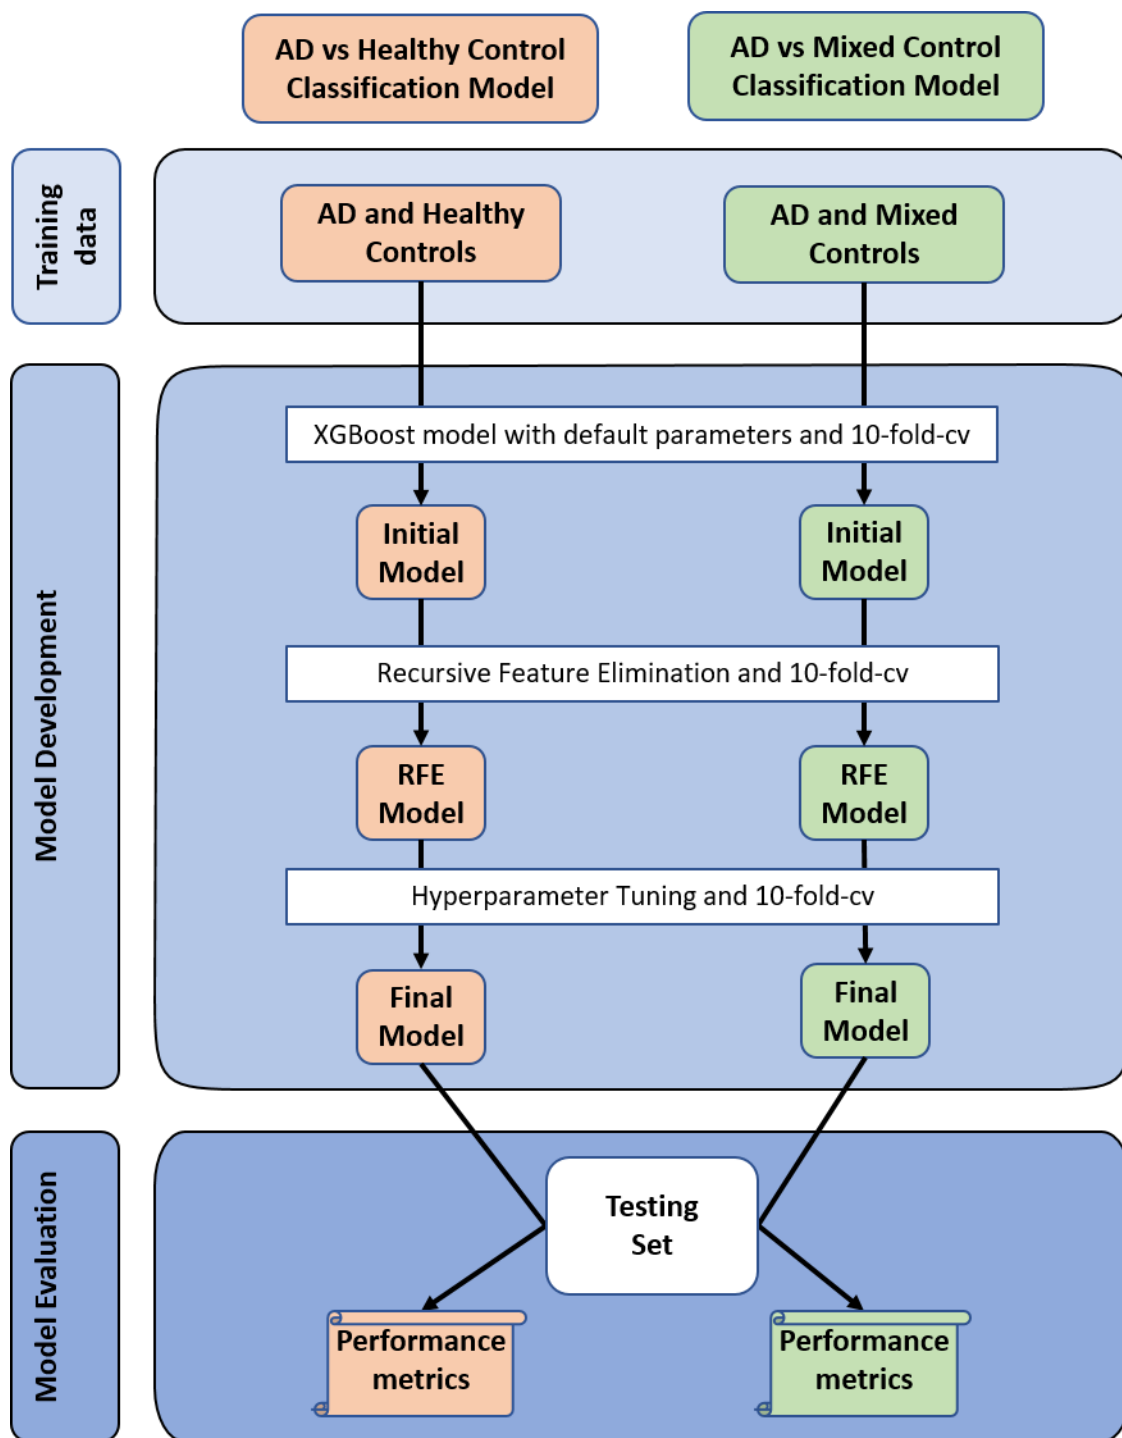 AD vs Healthy Control
Classification Model
AD vs Mixed Control
Classification Model
Training
data
AD and Healthy
Controls
AD and Mixed
Controls
Model Development
XGBoost model with default parameters and 10-fold-cv
Initial
Model
Initial
Model
Recursive Feature Elimination and 10-fold-cv
RFE
Model
RFE
Model
Hyperparameter Tuning and 10-fold-cv
Final
Model
Final
Model
Model Evaluation
Testing
Set
Performance
metrics
Performance
metrics